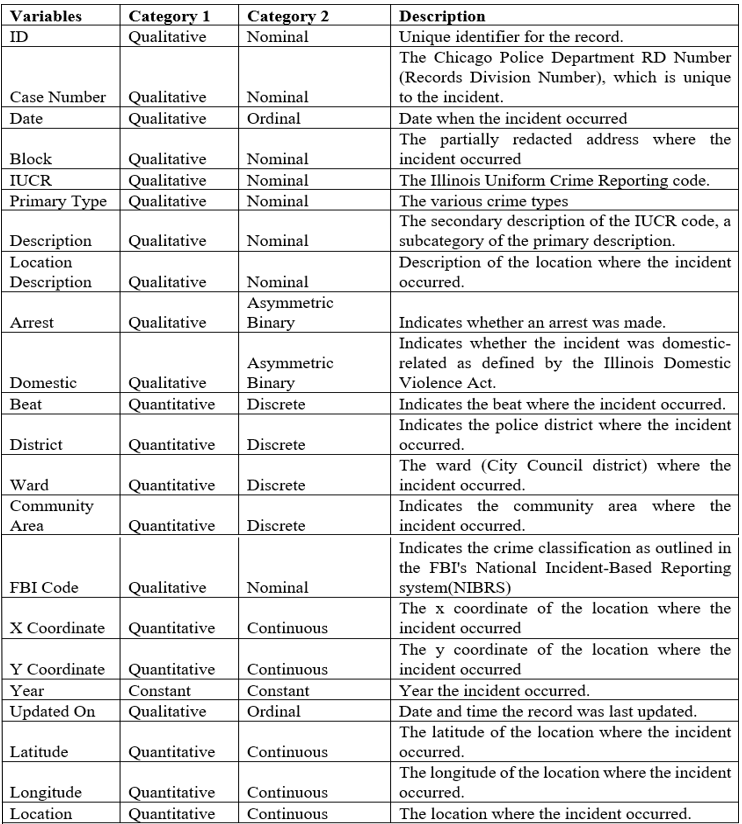 Variables Category 1 Category 2 Description
ID Qualitative Nominal Unique identifier for the record.
The Chicago Police Department RD Number
(Records Division Number), which is unique
Case Number Qualitative Nominal to the incident.
Date Qualitative Ordinal Date when the incident occurred
The partially redacted address where the
Block Qualitative Nominal incident occurred
IUCR Qualitative Nominal The Illinois Uniform Crime Reporting code.
Primary Type Qualitative Nominal The various crime types
The secondary description of the IUCR code, a
Description Qualitative Nominal subcategory of the primary description.
Location Description of the location where the incident
Description Qualitative Nominal occurred.
Asymmetric
Arrest Qualitative Binary Indicates whether an arrest was made.
Indicates whether the incident was domestic-
Asymmetric related as defined by the Illinois Domestic
Domestic Qualitative Binary Violence Act.
Beat Quantitative Discrete Indicates the beat where the incident occurred.
Indicates the police district where the incident
District Quantitative Discrete occurred.
The ward (City Council district) where the
Ward Quantitative Discrete incident occurred.
Community Indicates the community area where the
Area Quantitative Discrete incident occurred.
Indicates the crime classification as outlined in
the FBI's National Incident-Based Reporting
FBI Code Qualitative Nominal system(NIBRS)
The x coordinate of the location where the
X Coordinate Quantitative Continuous incident occurred
The y coordinate of the location where the
Y Coordinate Quantitative Continuous incident occurred
Year Constant Constant Year the incident occurred.
Updated On Qualitative Ordinal Date and time the record was last updated.
The latitude of the location where the incident
Latitude Quantitative Continuous occurred.
The longitude of the location where the incident
Longitude Quantitative Continuous occurred.
Location Quantitative Continuous The location where the incident occurred.